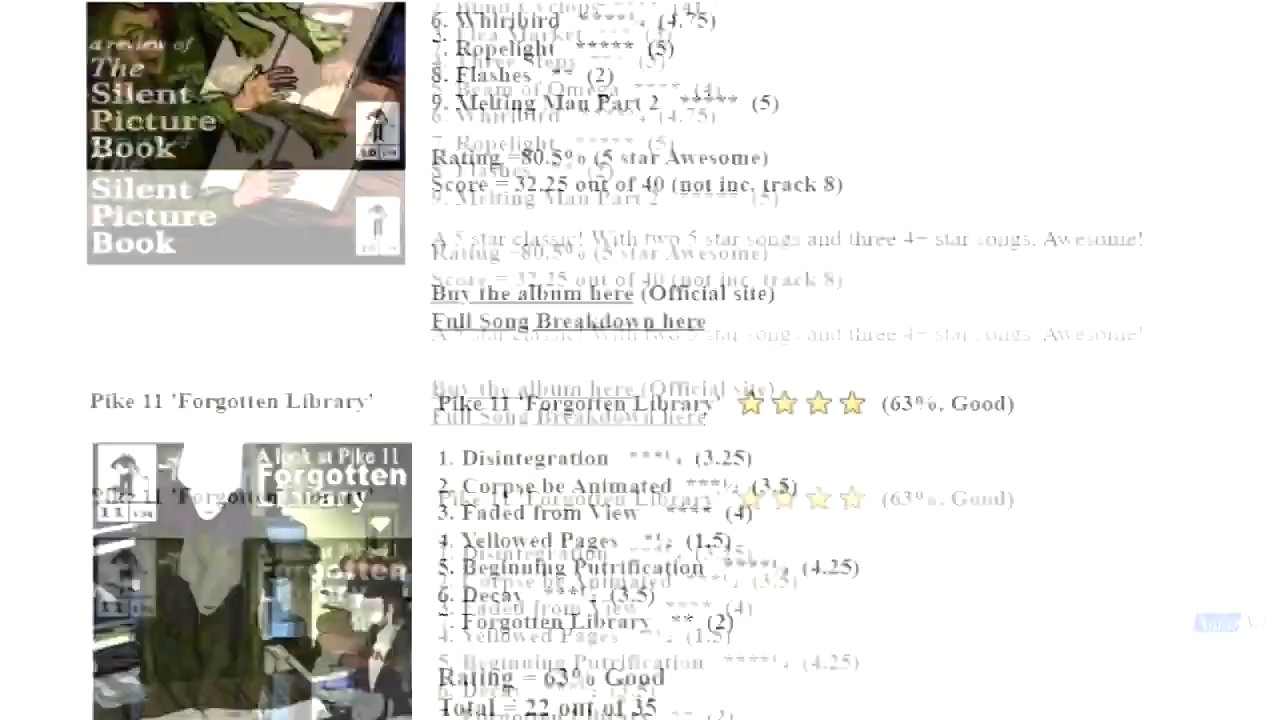 a review of
The
Silent
Picture
Book
6. Whirlbird (4.75)
7. Ropelight ***** (5)
8. Flashes ** (2)
9. Melting Man Part 2 ***** (5)
Rating =80.5% (5 star Awesome)
Score = 32.25 out of 40 (not inc. track 8)
A 5 star classic! With two 5 star songs and three 4+ star songs. Awesome!
Buy the album here (Official site)
Full Song Breakdown here
Pike 11 'Forgotten Library'
Pike 11 'Forgotten Library' (63%. Good)
A look at Pike 11
Forgotten
Library
11
1. Disintegration (3.25)
2. Corpse be Animated (3.5)
3. Faded from View **** (4)
4. Yellowed Pages (1.5)
5. Beginning Putrification (4.25)
6. Decay (3.5)
7. Forgotten Library ** (2)
Rating = 63% Good
Total = 22 out of 35